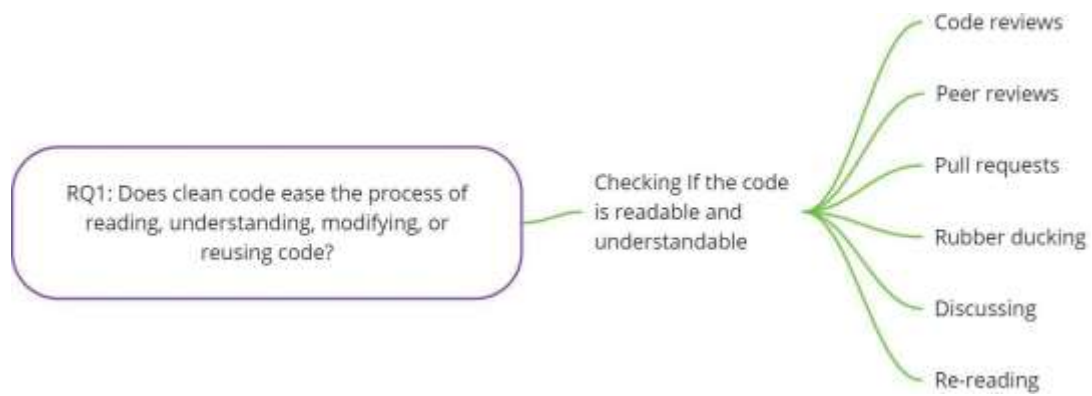 RQ1: Does clean code ease the process of
reading, understanding, modifying, or
reusing code?
Checking If the code
is readable and
understandable
Code reviews
Peer reviews
Pull requests
Rubber ducking
Discussing
Re-reading